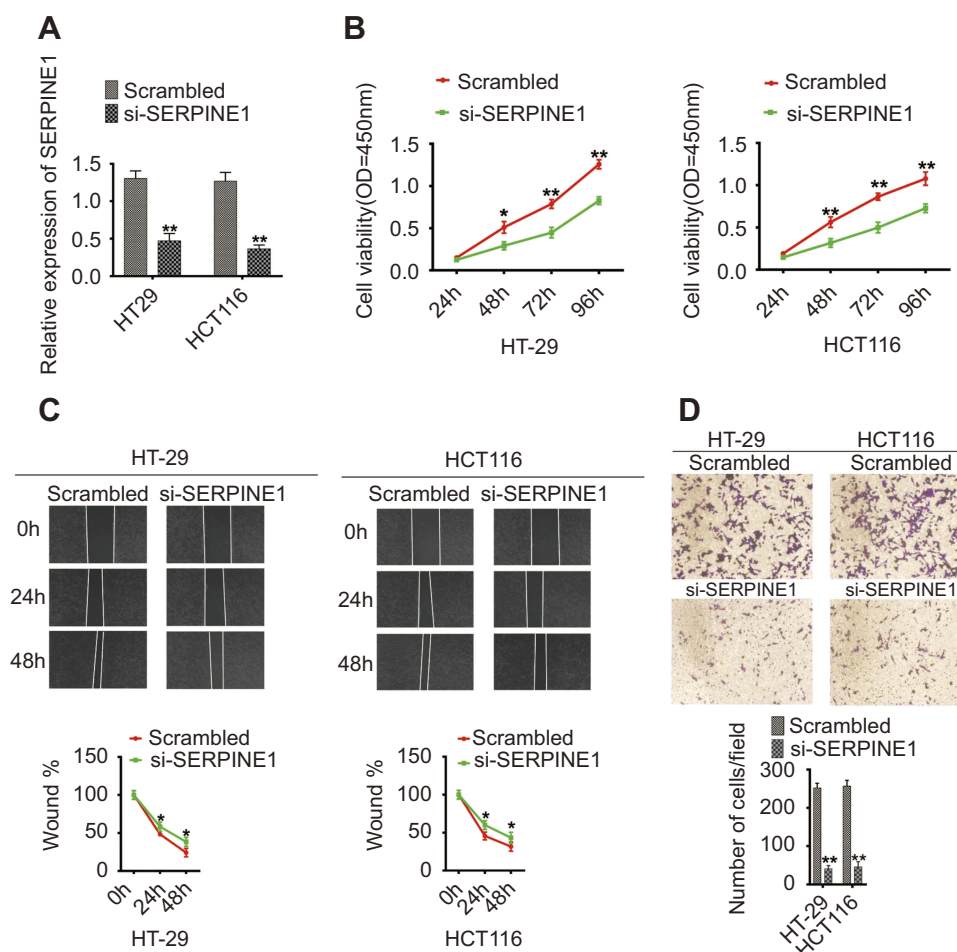 A
Relative expression of SERPINE1
Scrambled
si-SERPINE1
1.5
1.0
0.5
0.0
**
**
HT29
HCT116
B
Cell viability(OD=450nm)
Scrambled
si-SERPINE1
1.5
1.0
0.5
0.0
*
**
**
24h
48h
72h
96h
HT-29
Cell viability(OD=450nm)
Scrambled
si-SERPINE1
1.5
1.0
0.5
0.0
**
**
**
24h
48h
72h
96h
HCT116
C
HT-29
Scrambled
si-SERPINE1
0h
24h
48h
HCT116
Scrambled
si-SERPINE1
0h
24h
48h
Wound %
Scrambled
si-SERPINE1
150
100
50
0
*
*
0h
24h
48h
HT-29
Wound %
Scrambled
si-SERPINE1
150
100
50
0
*
*
0h
24h
48h
HCT116
D
HT-29
HCT116
Scrambled
Scrambled
si-SERPINE1
si-SERPINE1
Number of cells/field
Scrambled
si-SERPINE1
300
200
100
0
**
**
HT-29
HCT116